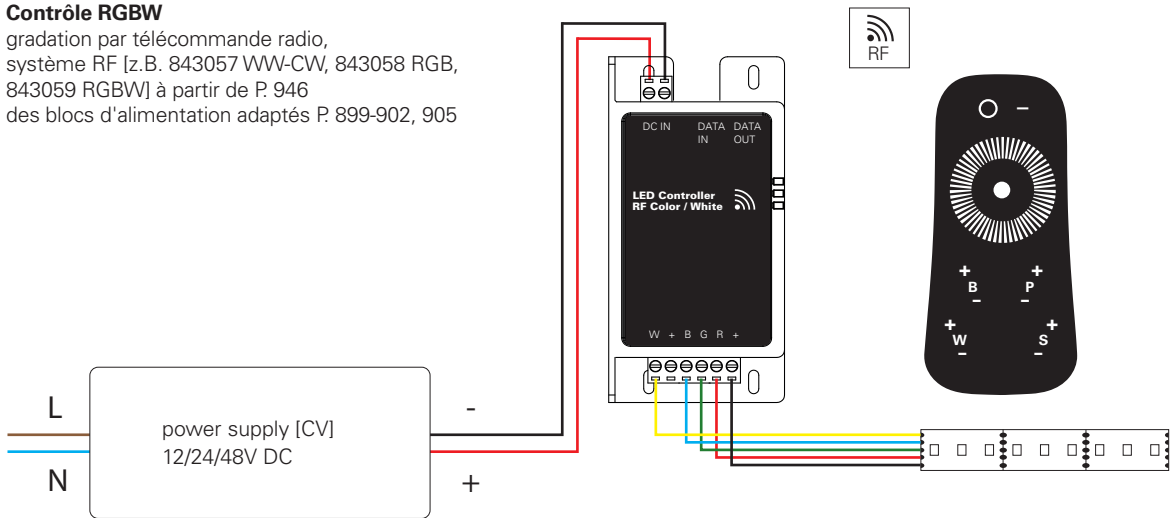 Contrôle RGBW
gradation par télécommande radio,
système RF [z.B. 843057 WW-CW, 843058 RGB,
843059 RGBW] à partir de P. 946
des blocs d'alimentation adaptés P. 899-902, 905
RF
DC IN DATA DATA
IN OUT
LED Controller
RF Color / White
W + B G R +
L
N
power supply [CV]
12/24/48V DC
-
+
-
+ +
B P
- -
+ +
W S
- -